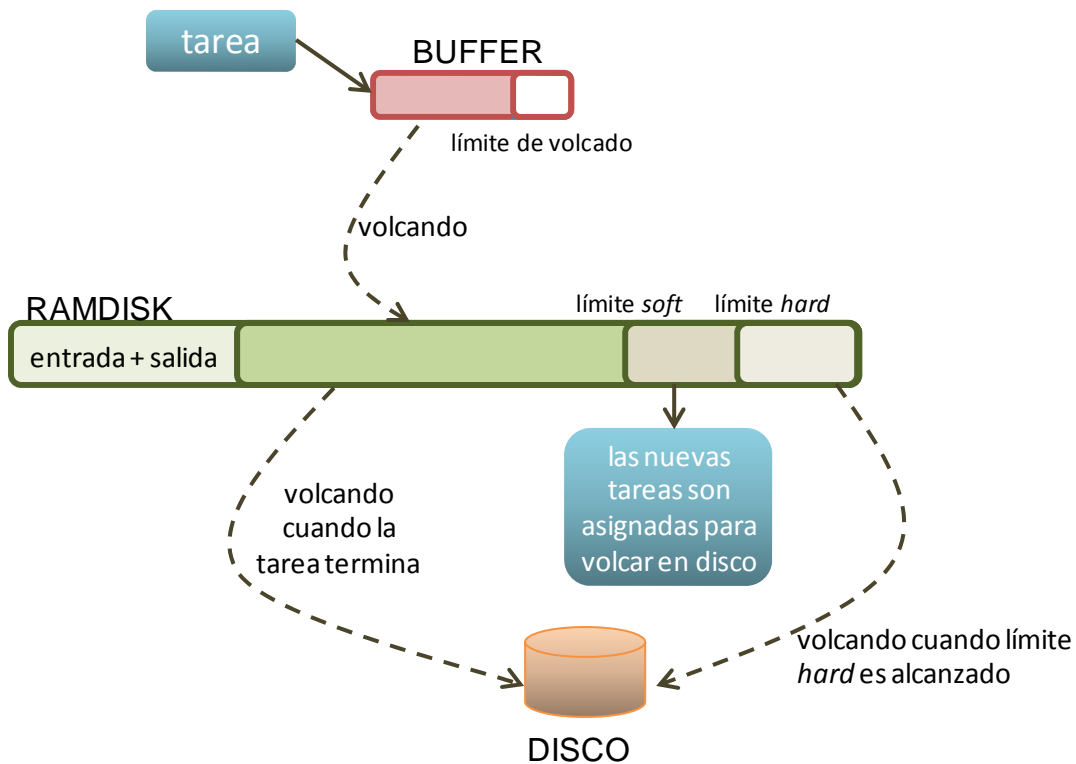 tarea
BUFFER
límite de volcado
volcando
RAMDISK
límite soft
límite hard
entrada + salida
las nuevas
tareas son
asignadas para
volcar en disco
volcando
cuando la
tarea termina
volcando cuando límite
hard es alcanzado
DISCO